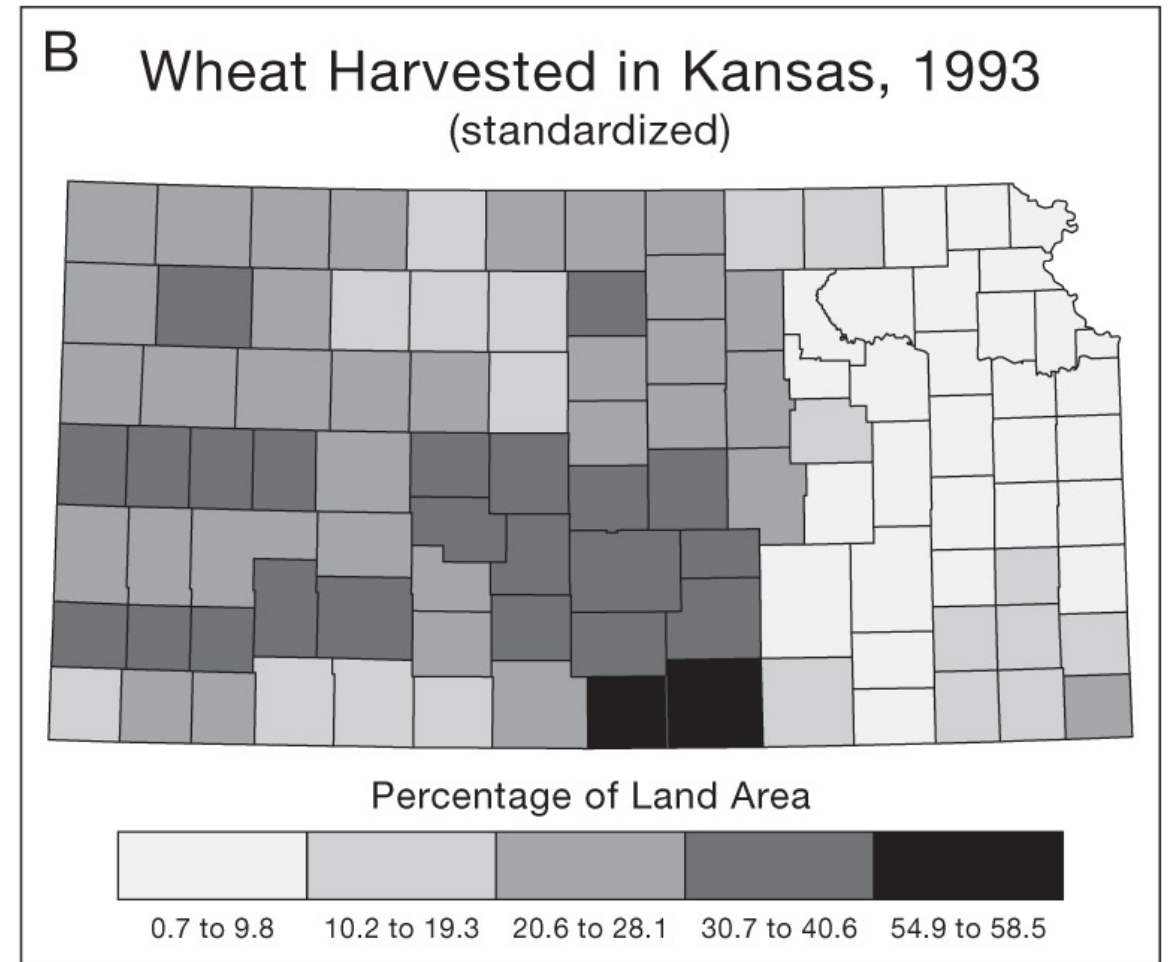 B
Wheat Harvested in Kansas, 1993
(standardized)
Percentage of Land Area
0.7 to 9.8 10.2 to 19.3 20.6 to 28.1 30.7 to 40.6 54.9 to 58.5